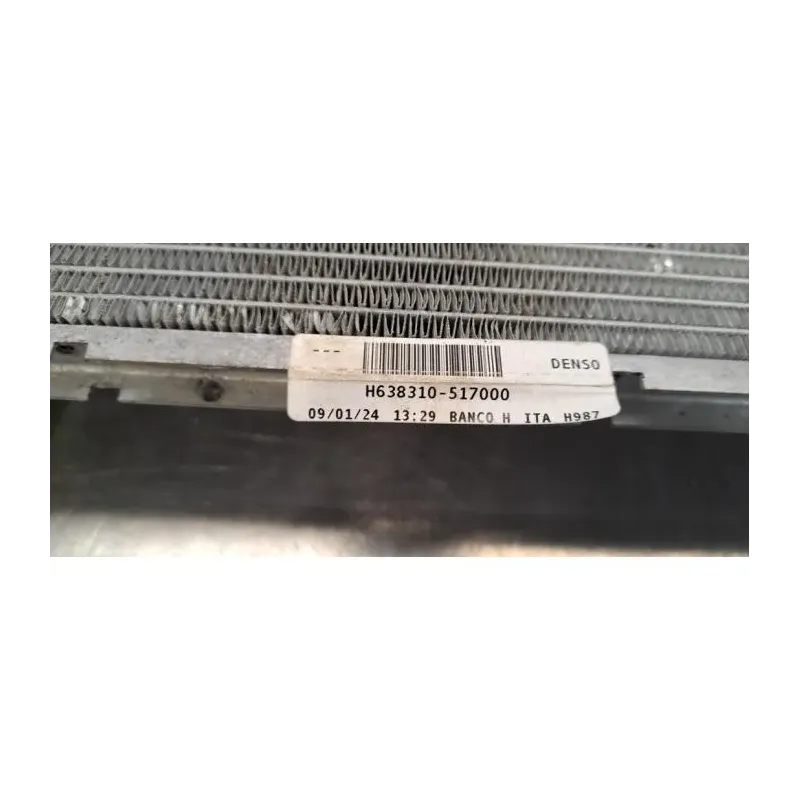 --- DENSO
H638310-517000
09/01/24 13:29 BANCO H ITA H987